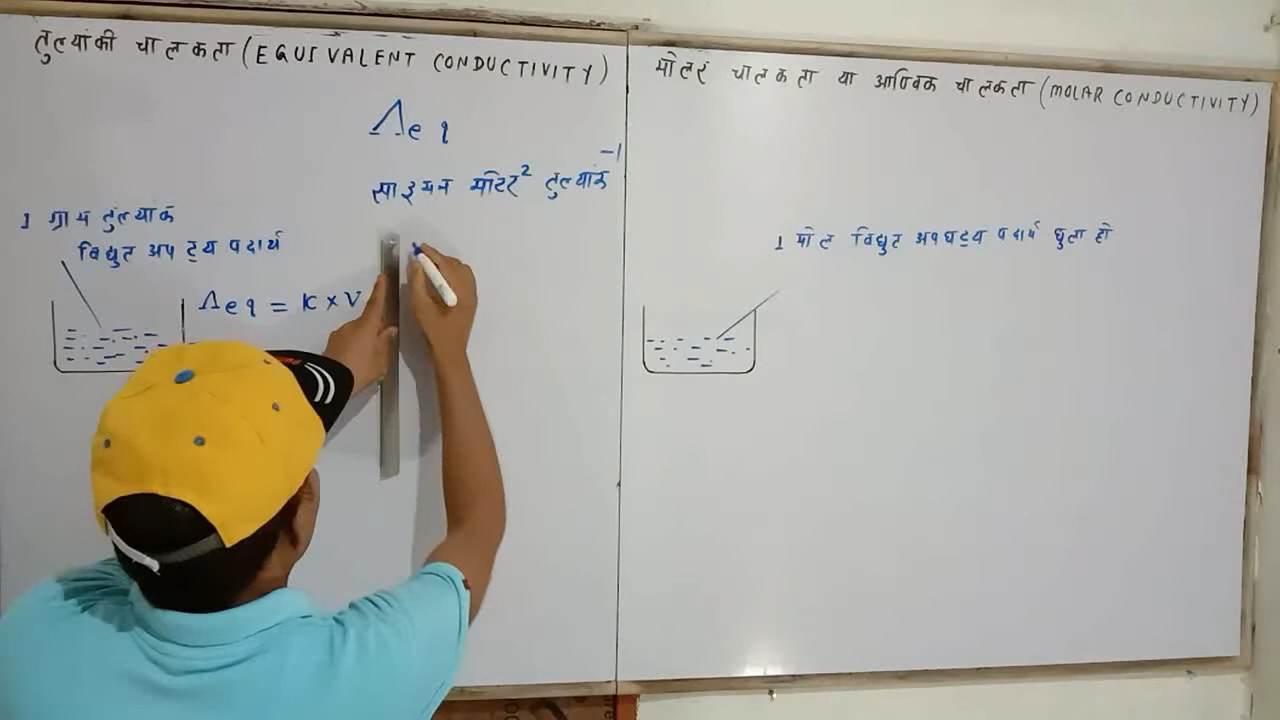 तुल्यांकी चालकता (EQUIVALENT CONDUCTIVITY)
Λeq
साइमन मीटर² तुल्यांक⁻¹
1 ग्राम तुल्यांक
विद्युत अपट्य पदार्थ
Λeq = K × V
मोलर चालकता या आण्विक चालकता (MOLAR CONDUCTIVITY)
1 मोल विद्युत अपघट्य पदार्थ घुला हो